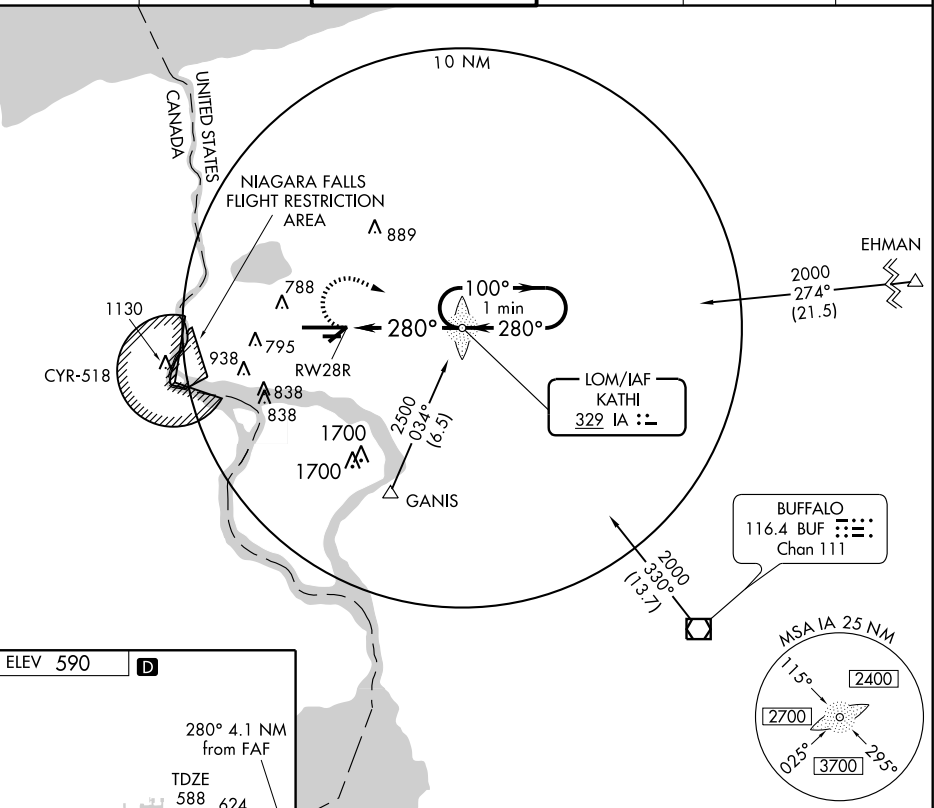 10 NM
UNITED STATES
CANADA
NIAGARA FALLS
FLIGHT RESTRICTION
AREA
889
EHMAN
2000
274°
(21.5)
788
100°
1 min
280°
280°
1130
795
938
RW28R
CYR-518
838
838
LOM/IAF
KATHI
329 IA
2500
034°
(6.5)
1700
1700
GANIS
BUFFALO
116.4 BUF
Chan 111
2000
330°
(13.7)
MSA IA 25 NM
115°
2400
2700
025°
3700
295°
ELEV 590
D
280° 4.1 NM
from FAF
TDZE
588
624